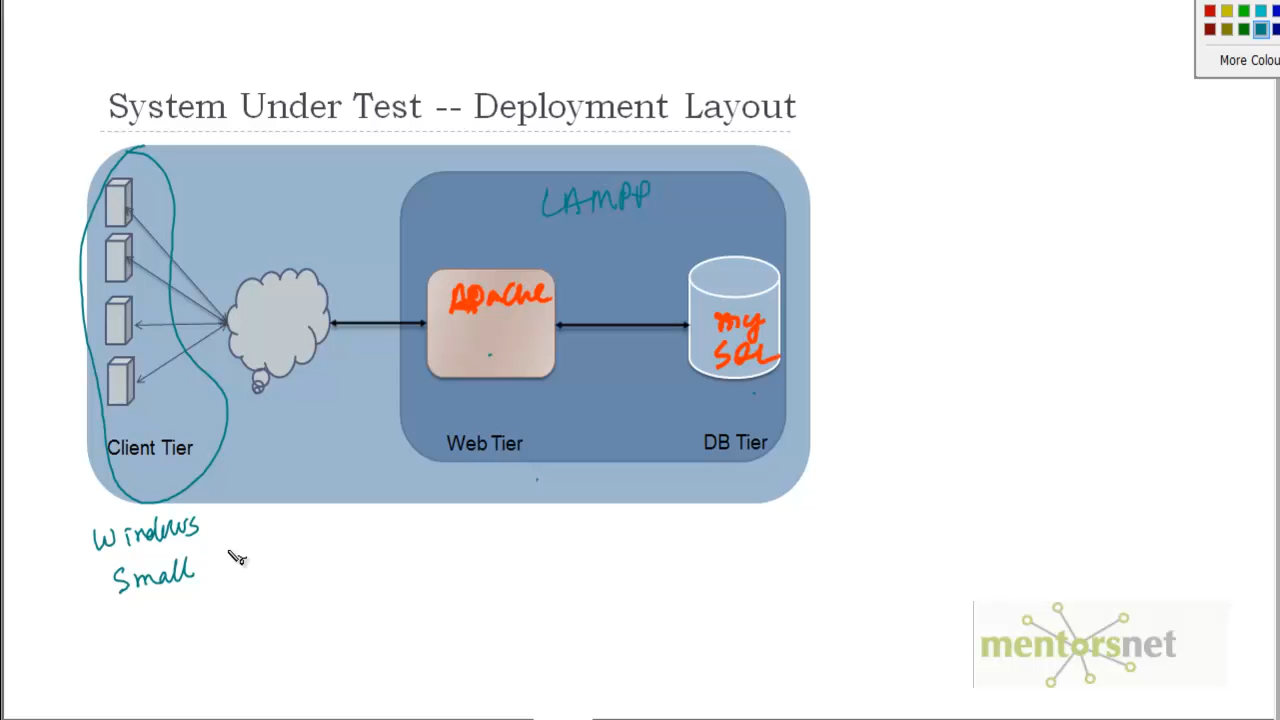 More Colou
System Under Test -- Deployment Layout
LAMPP
Apache
my
SQL
Client Tier
Web Tier
DB Tier
Windows
Small
mentorsnet